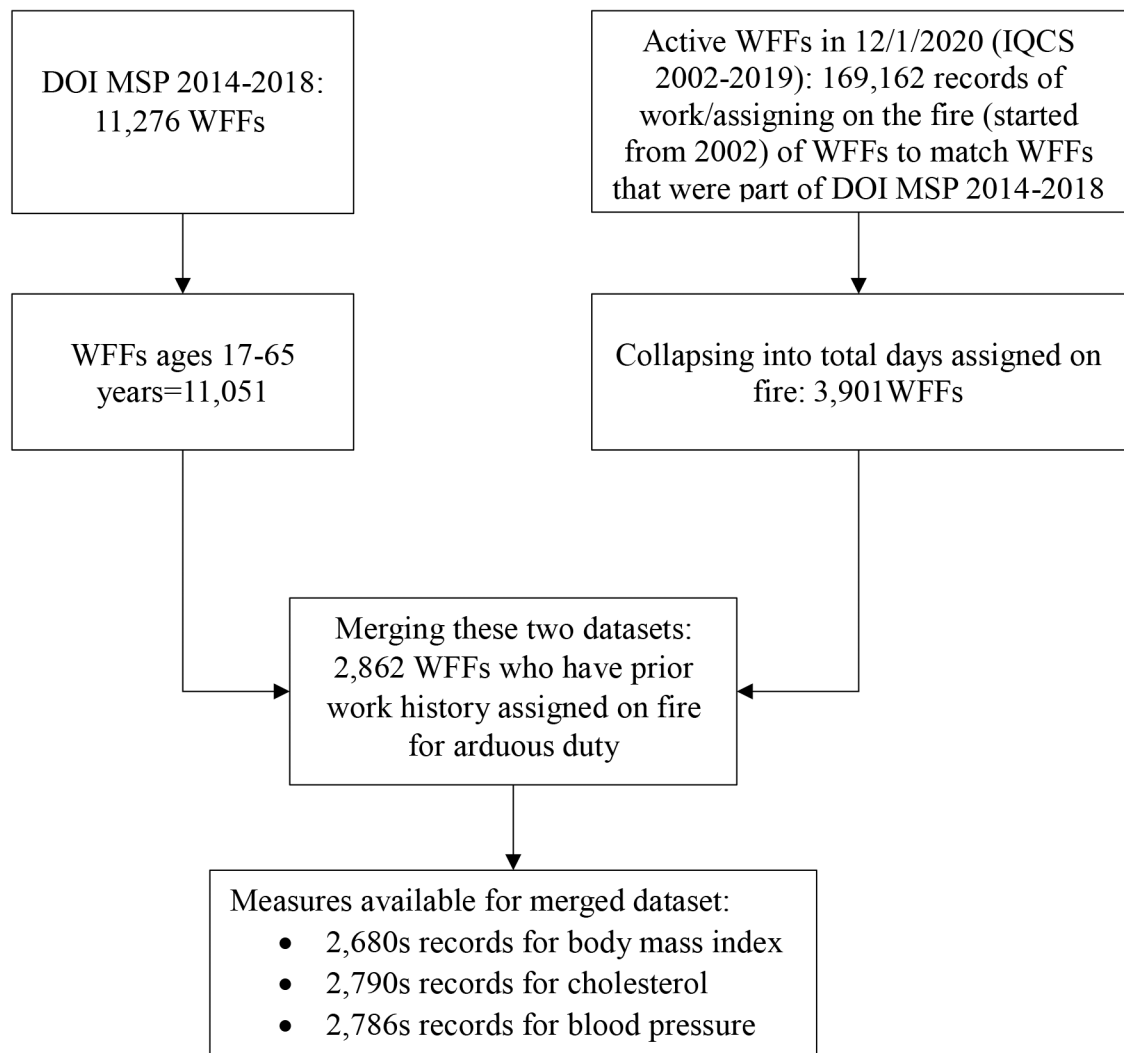 DOI MSP 2014-2018:
11,276 WFFs
Active WFFs in 12/1/2020 (IQCS
2002-2019): 169,162 records of
work/assigning on the fire (started
from 2002) of WFFs to match WFFs
that were part of DOI MSP 2014-2018
WFFs ages 17-65
years=11,051
Collapsing into total days assigned on
fire: 3,901WFFs
Merging these two datasets:
2,862 WFFs who have prior
work history assigned on fire
for arduous duty
Measures available for merged dataset:
• 2,680s records for body mass index
• 2,790s records for cholesterol
• 2,786s records for blood pressure